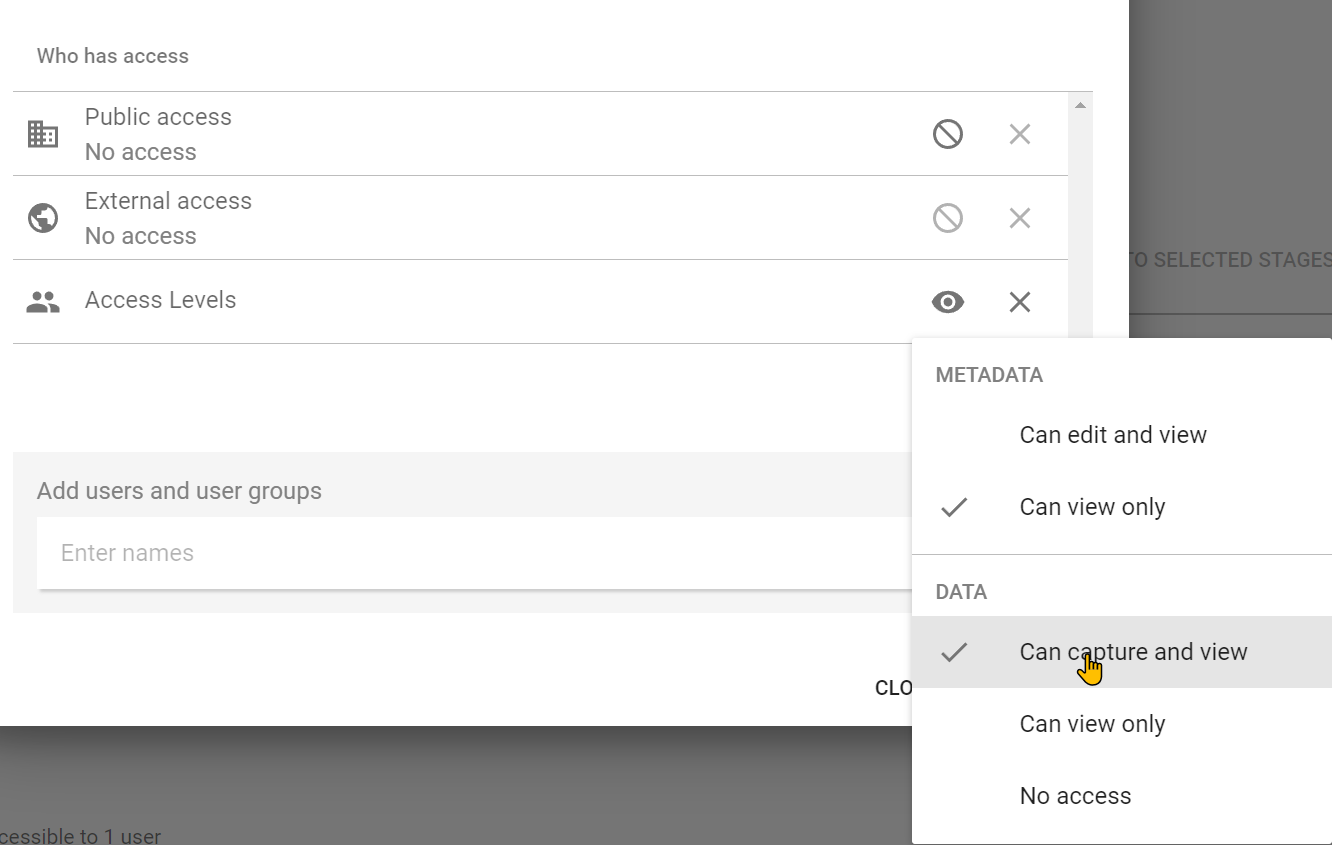 Who has access
Public access
No access
External access
No access
TO SELECTED STAGES
Access Levels
METADATA
Can edit and view
Can view only
Add users and user groups
Enter names
DATA
Can capture and view
CLO
Can view only
No access
cessible to 1 user